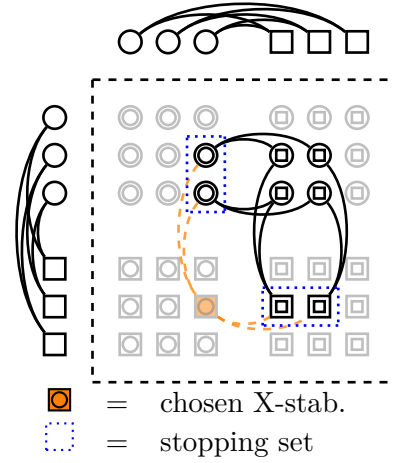 = chosen X-stab.
= stopping set